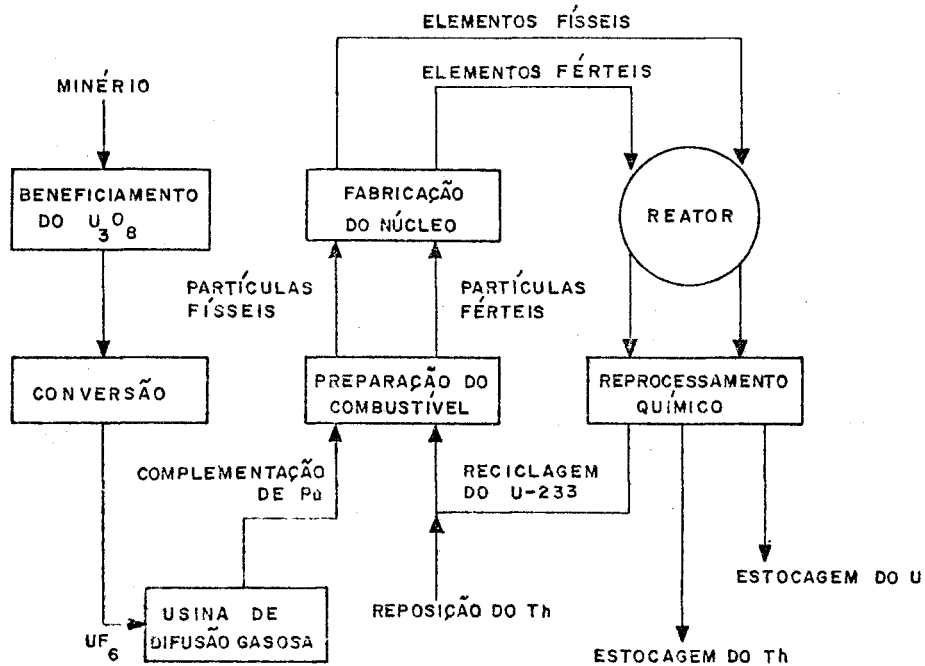 ELEMENTOS FÍSSEIS
ELEMENTOS FÉRTEIS
MINÉRIO
BENEFICIAMENTO
DO U3O8
FABRICAÇÃO
DO NÚCLEO
REATOR
PARTÍCULAS
FÍSSEIS
PARTÍCULAS
FÉRTEIS
CONVERSÃO
PREPARAÇÃO DO
COMBUSTÍVEL
REPROCESSAMENTO
QUÍMICO
COMPLEMENTAÇÃO
DE Pu
RECICLAGEM
DO U-233
ESTOCAGEM DO U
REPOSIÇÃO DO Th
USINA DE
DIFUSÃO GASOSA
UF6
ESTOCAGEM DO Th